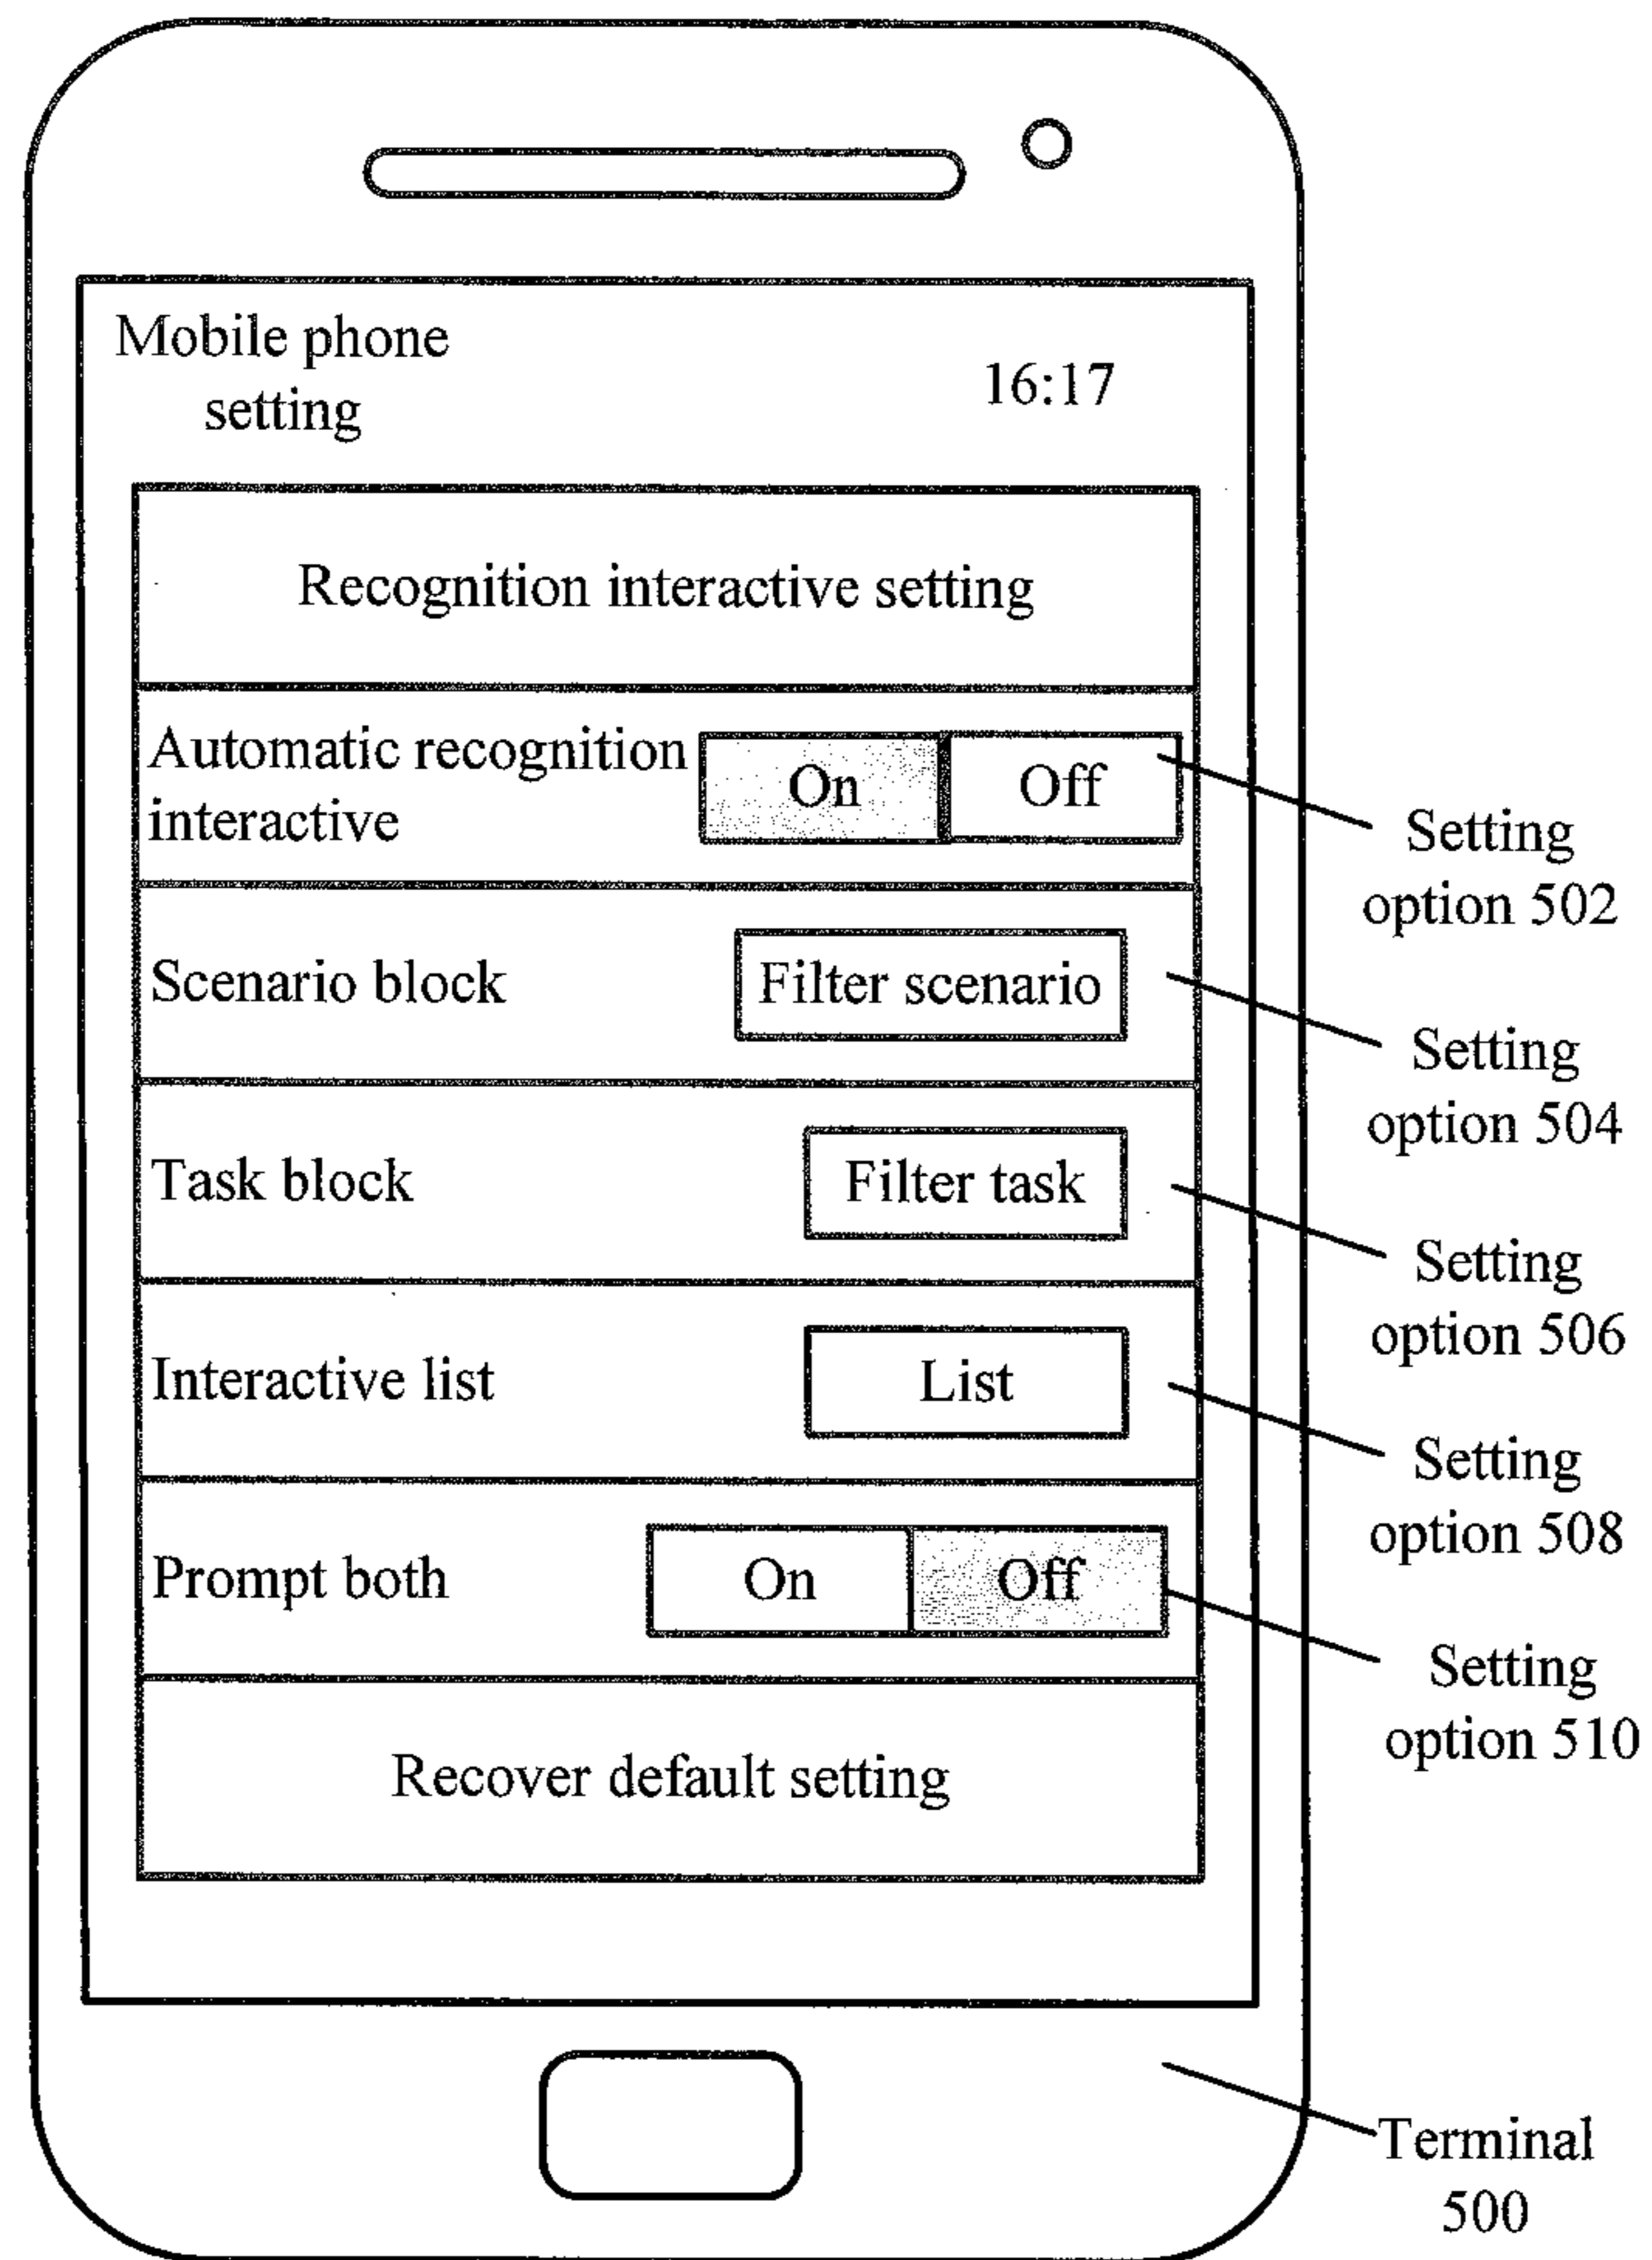 Mobile phone
setting
16:17
Recognition interactive setting
Automatic recognition
interactive
On
Off
Setting
option 502
Scenario block
Filter scenario
Setting
option 504
Task block
Filter task
Setting
option 506
Interactive list
List
Setting
option 508
Prompt both
On
Off
Setting
option 510
Recover default setting
Terminal
500